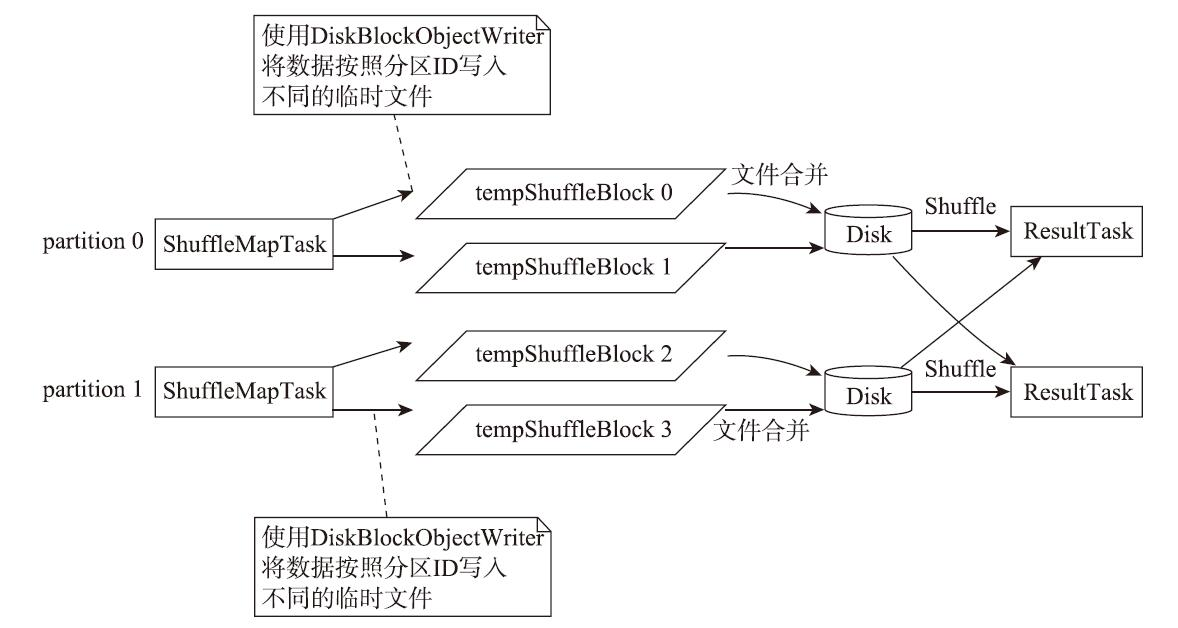 使用DiskBlockObjectWriter
将数据按照分区ID写入
不同的临时文件
tempShuffleBlock 0
文件合并
partition 0
ShuffleMapTask
tempShuffleBlock 1
Disk
Shuffle
ResultTask
tempShuffleBlock 2
partition 1
ShuffleMapTask
tempShuffleBlock 3
文件合并
Disk
Shuffle
ResultTask
使用DiskBlockObjectWriter
将数据按照分区ID写入
不同的临时文件